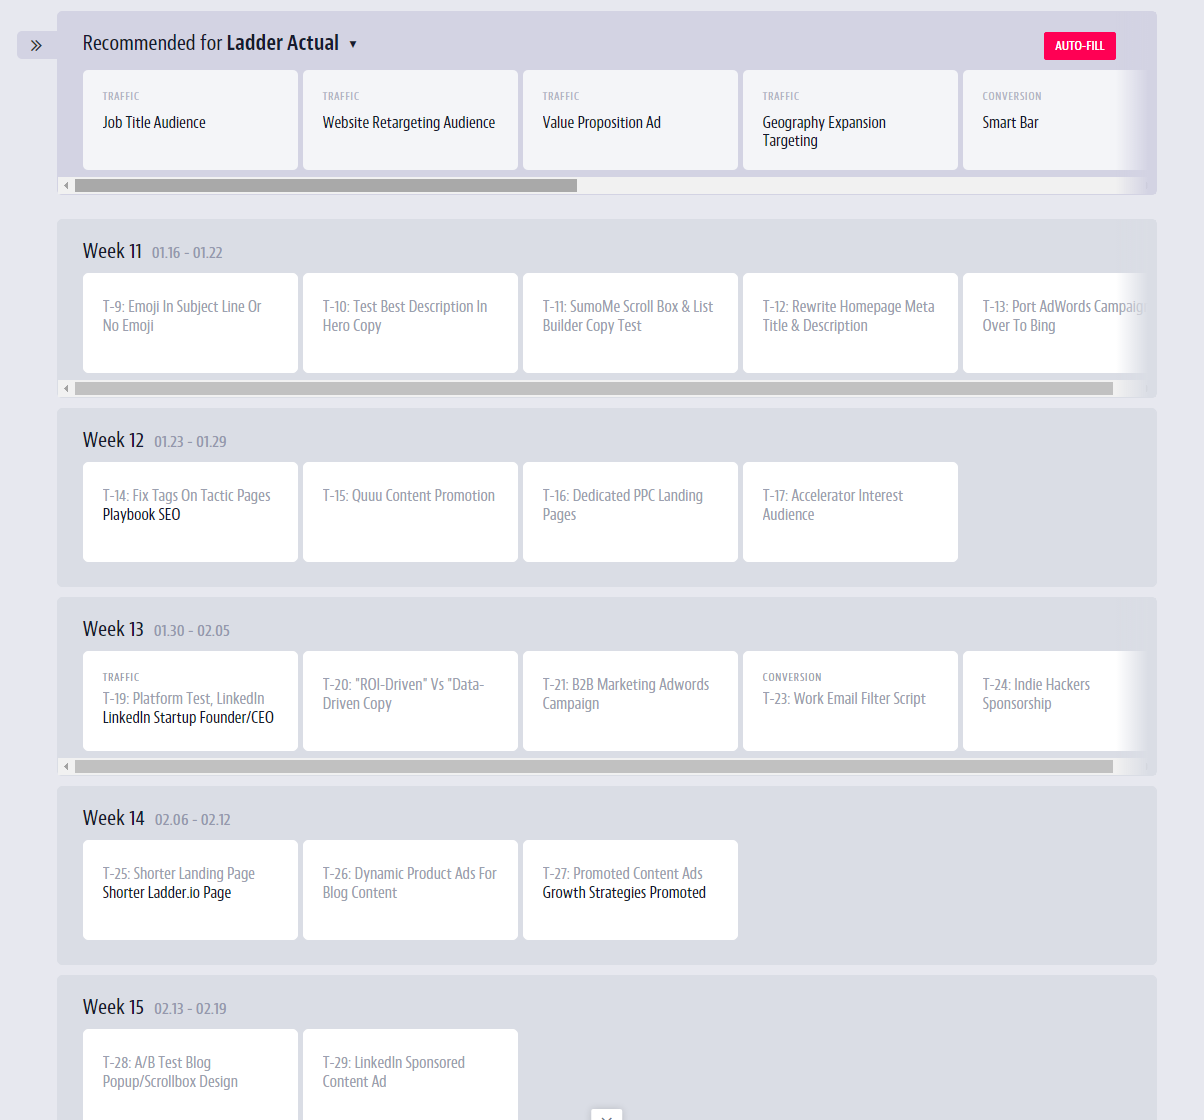 Recommended for Ladder Actual ▼
AUTO-FILL
TRAFFIC
Job Title Audience
TRAFFIC
Website Retargeting Audience
TRAFFIC
Value Proposition Ad
TRAFFIC
Geography Expansion
Targeting
CONVERSION
Smart Bar
Week 11 01.16 - 01.22
T-9: Emoji In Subject Line Or
No Emoji
T-10: Test Best Description In
Hero Copy
T-11: SumoMe Scroll Box & List
Builder Copy Test
T-12: Rewrite Homepage Meta
Title & Description
T-13: Port AdWords Campaig
Over To Bing
Week 12 01.23 - 01.29
T-14: Fix Tags On Tactic Pages
Playbook SEO
T-15: Quuu Content Promotion
T-16: Dedicated PPC Landing
Pages
T-17: Accelerator Interest
Audience
Week 13 01.30 - 02.05
TRAFFIC
T-19: Platform Test, LinkedIn
LinkedIn Startup Founder/CEO
T-20: "ROI-Driven" Vs "Data-
Driven Copy
T-21: B2B Marketing Adwords
Campaign
CONVERSION
T-23: Work Email Filter Script
T-24: Indie Hackers
Sponsorship
Week 14 02.06 - 02.12
T-25: Shorter Landing Page
Shorter Ladder.io Page
T-26: Dynamic Product Ads For
Blog Content
T-27: Promoted Content Ads
Growth Strategies Promoted
Week 15 02.13 - 02.19
T-28: A/B Test Blog
Popup/Scrollbox Design
T-29: LinkedIn Sponsored
Content Ad